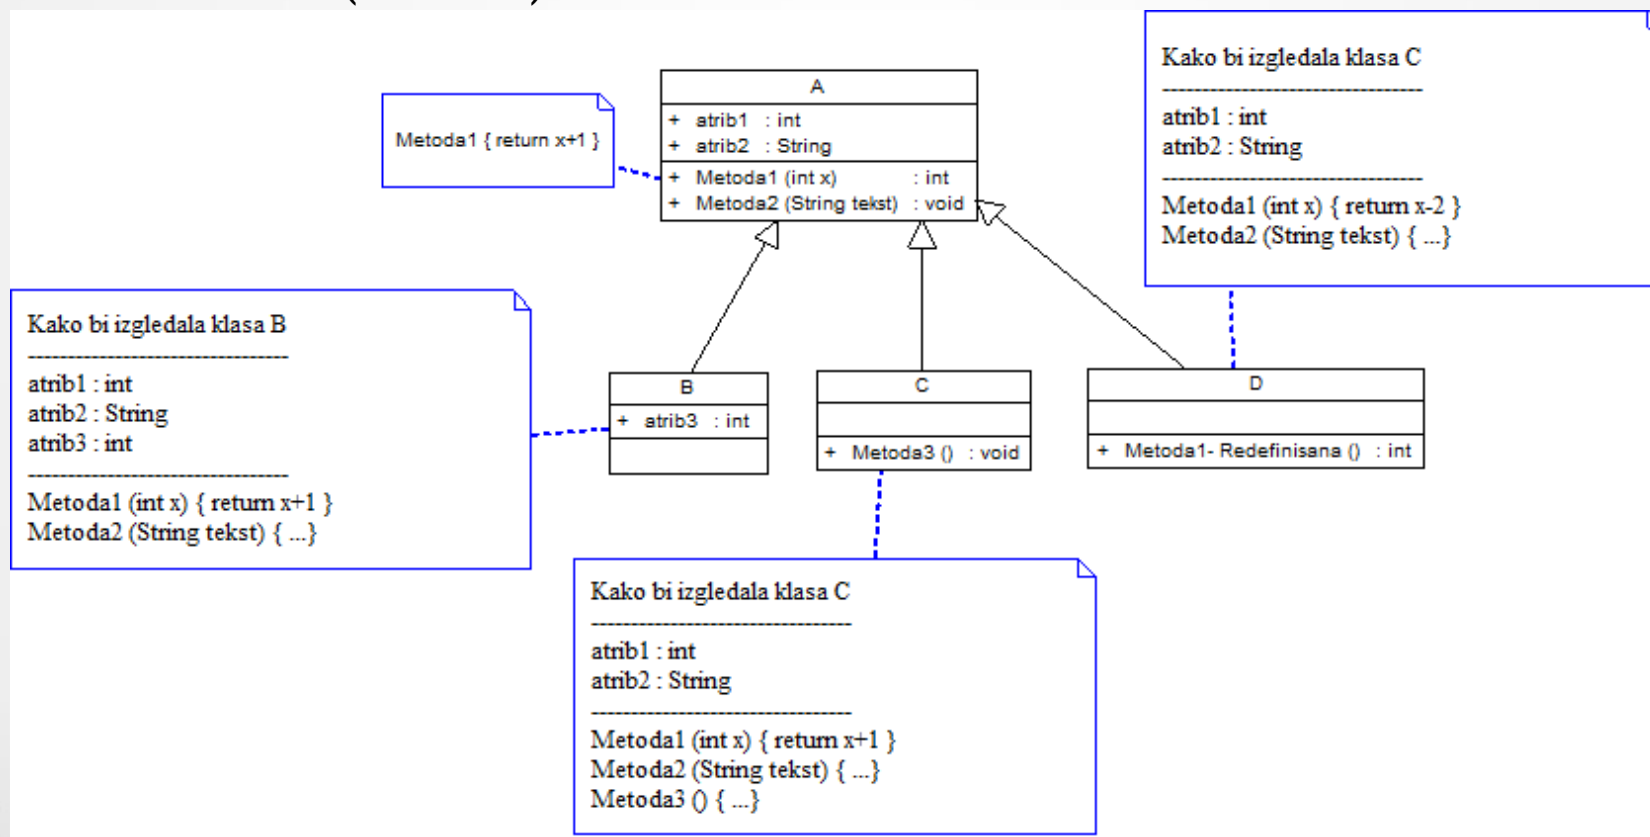 Metoda1 { return x+1 }
A
+ atrib1 : int
+ atrib2 : String
+ Metoda1 (int x) : int
+ Metoda2 (String tekst) : void
Kako bi izgledala klasa C
--------------------------------
atrib1 : int
atrib2 : String
--------------------------------
Metoda1 (int x) { return x-2 }
Metoda2 (String tekst) { ...}
Kako bi izgledala klasa B
--------------------------------
atrib1 : int
atrib2 : String
atrib3 : int
--------------------------------
Metoda1 (int x) { return x+1 }
Metoda2 (String tekst) { ...}
B
+ atrib3 : int
C
+ Metoda3 () : void
D
+ Metoda1- Redefinisana () : int
Kako bi izgledala klasa C
--------------------------------
atrib1 : int
atrib2 : String
--------------------------------
Metoda1 (int x) { return x+1 }
Metoda2 (String tekst) { ...}
Metoda3 () { ...}